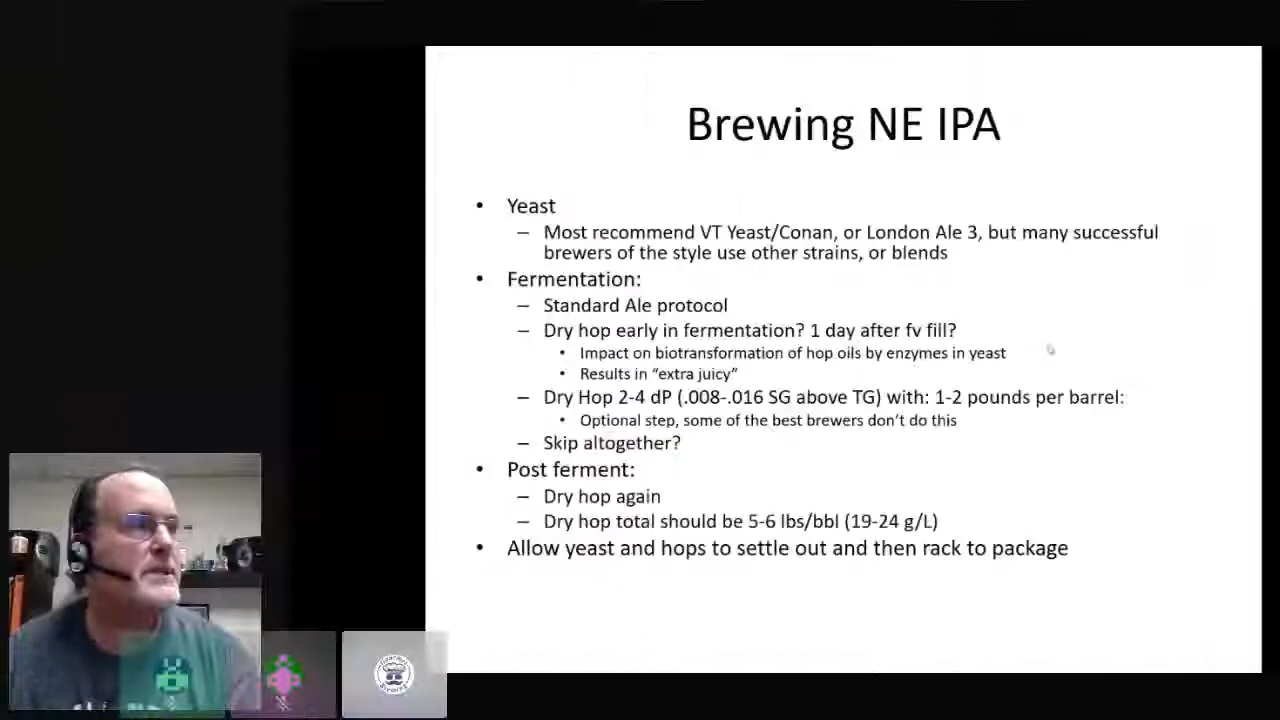 Brewing NE IPA
• Yeast
– Most recommend VT Yeast/Conan, or London Ale 3, but many successful
brewers of the style use other strains, or blends
• Fermentation:
– Standard Ale protocol
– Dry hop early in fermentation? 1 day after fv fill?
• Impact on biotransformation of hop oils by enzymes in yeast
• Results in “extra juicy”
– Dry Hop 2-4 dP (.008-.016 SG above TG) with: 1-2 pounds per barrel:
• Optional step, some of the best brewers don’t do this
– Skip altogether?
• Post ferment:
– Dry hop again
– Dry hop total should be 5-6 lbs/bbl (19-24 g/L)
• Allow yeast and hops to settle out and then rack to package